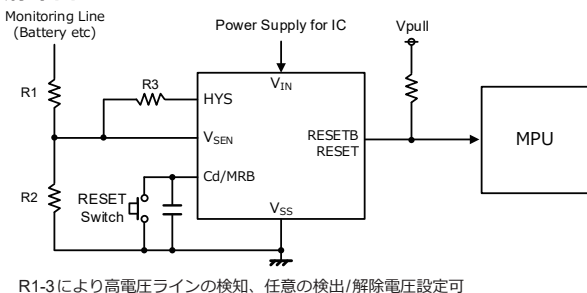 Monitoring Line
(Battery etc)
Power Supply for IC
Vpull
R1
R3
HYS
VIN
VSEN
RESETB
RESET
MPU
R2
RESET
Switch
Cd/MRB
VSS
R1-3により高電圧ラインの検知、任意の検出/解除電圧設定可